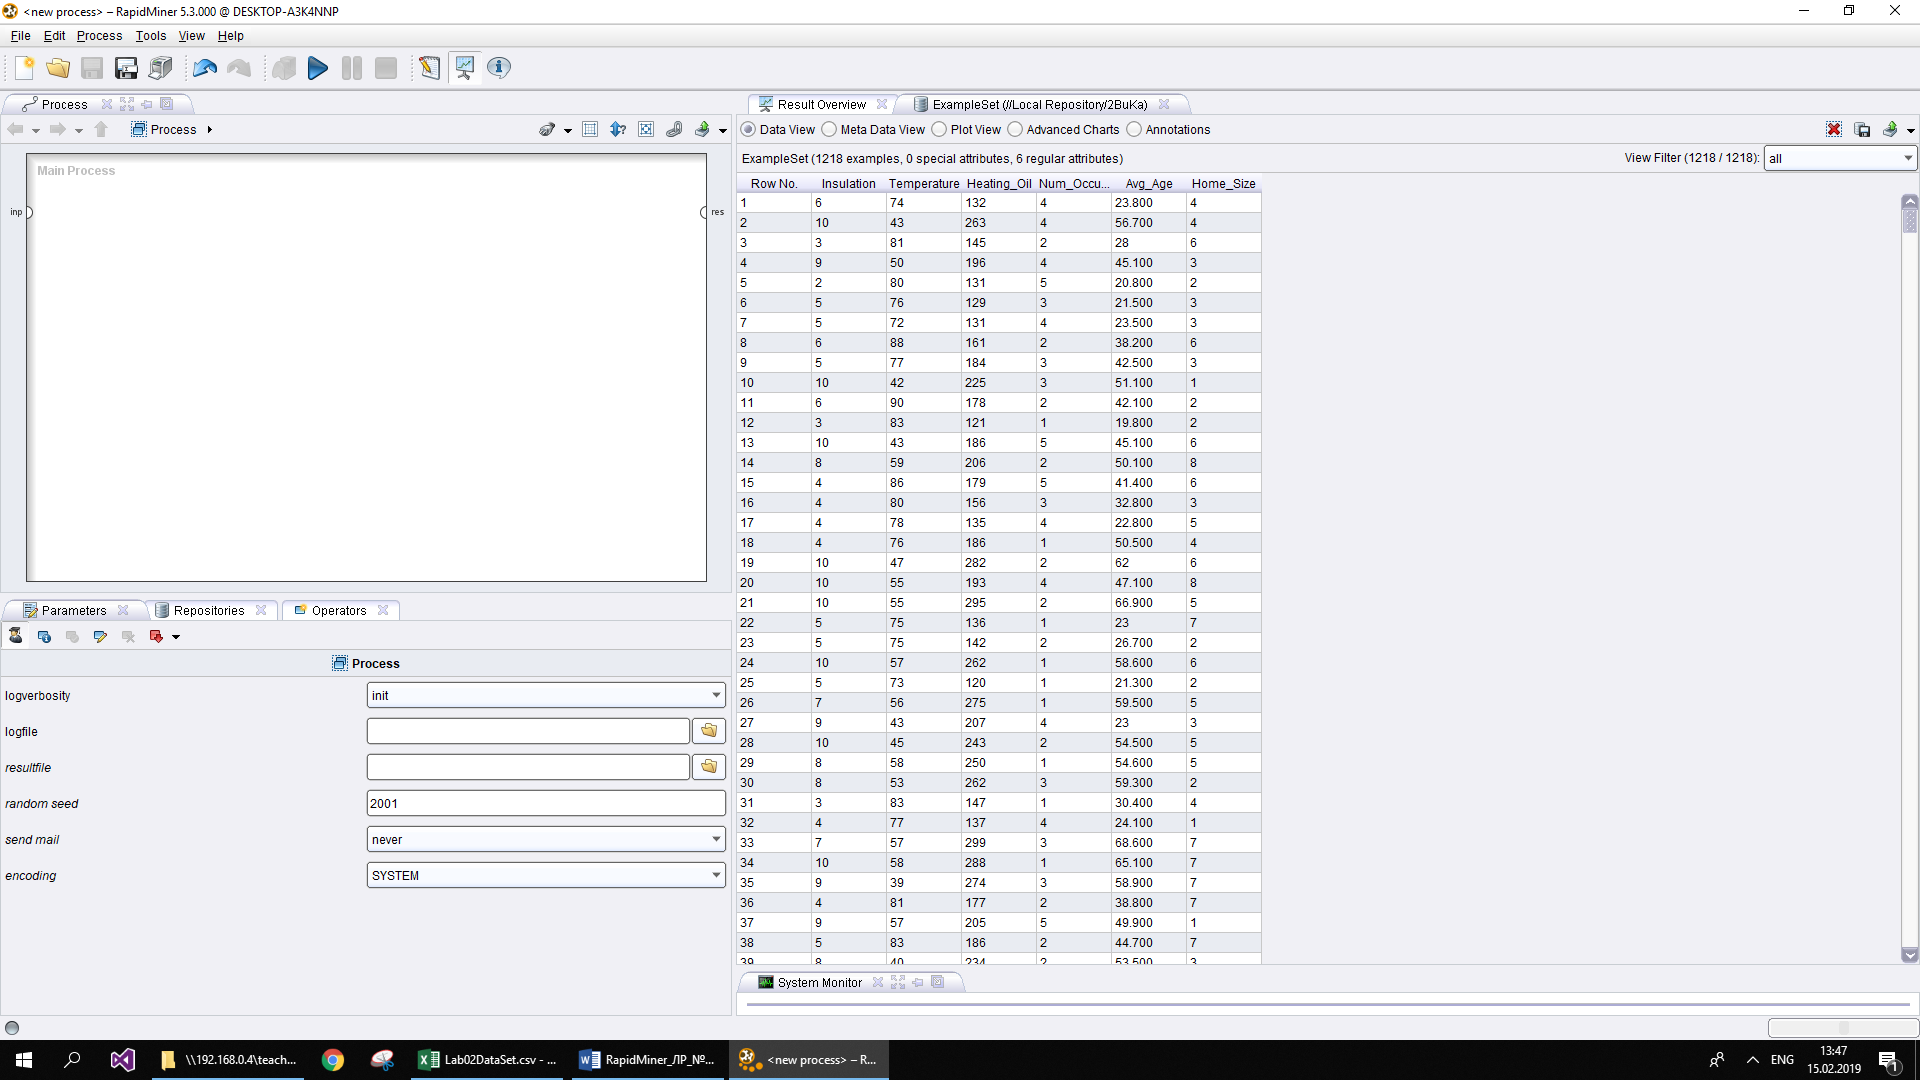 <new process> – RapidMiner 5.3.000 @ DESKTOP-A3K4NNP
File Edit Process Tools View Help
Process
Process
Main Process
inp
res
Parameters
Repositories
Operators
Process
logverbosity
init
logfile
resultfile
random seed
2001
send mail
never
encoding
SYSTEM
Result Overview
ExampleSet (//Local Repository/2BuKa)
Data View Meta Data View Plot View Advanced Charts Annotations
ExampleSet (1218 examples, 0 special attributes, 6 regular attributes)
View Filter (1218 / 1218): all
Row No. Insulation Temperature Heating_Oil Num_Occu... Avg_Age Home_Size
1 6 74 132 4 23.800 4
2 10 43 263 4 56.700 4
3 3 81 145 2 28 6
4 9 50 196 4 45.100 3
5 2 80 131 5 20.800 2
6 5 76 129 3 21.500 3
7 5 72 131 4 23.500 3
8 6 88 161 2 38.200 6
9 5 77 184 3 42.500 3
10 10 42 225 3 51.100 1
11 6 90 178 2 42.100 2
12 3 83 121 1 19.800 2
13 10 43 186 5 45.100 6
14 8 59 206 2 50.100 8
15 4 86 179 5 41.400 6
16 4 80 156 3 32.800 3
17 4 78 135 4 22.800 5
18 4 76 186 1 50.500 4
19 10 47 282 2 62 6
20 10 55 193 4 47.100 8
21 10 55 295 2 66.900 5
22 5 75 136 1 23 7
23 5 75 142 2 26.700 2
24 10 57 262 1 58.600 6
25 5 73 120 1 21.300 2
26 7 56 275 1 59.500 5
27 9 43 207 4 23 3
28 10 45 243 2 54.500 5
29 8 58 250 1 54.600 5
30 8 53 262 3 59.300 2
31 3 83 147 1 30.400 4
32 4 77 137 4 24.100 1
33 7 57 299 3 68.600 7
34 10 58 288 1 65.100 7
35 9 39 274 3 58.900 7
36 4 81 177 2 38.800 7
37 9 57 205 5 49.900 1
38 5 83 186 2 44.700 7
39 8 40 234 2 53.500 3
System Monitor
\\192.168.0.4\teach...
Lab02DataSet.csv - ...
RapidMiner_ЛР_№...
<new process> – R...
ENG
13:47
15.02.2019
1